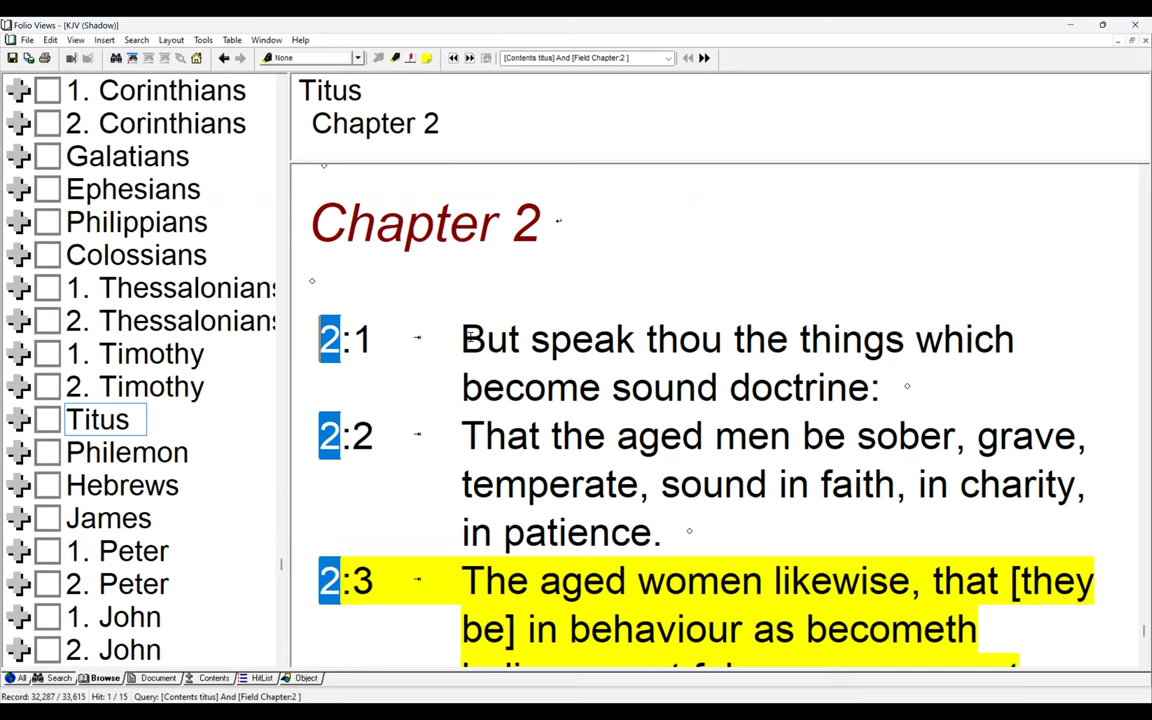 Folio Views - [KJV (Shadow)]
File Edit View Insert Search Layout Tools Table Window Help
None
[Contents titus] And [Field Chapter:2 ]
1. Corinthians
2. Corinthians
Galatians
Ephesians
Philippians
Colossians
1. Thessalonians
2. Thessalonians
1. Timothy
2. Timothy
Titus
Philemon
Hebrews
James
1. Peter
2. Peter
1. John
2. John
Titus
Chapter 2
Chapter 2
2:1 But speak thou the things which
become sound doctrine:
2:2 That the aged men be sober, grave,
temperate, sound in faith, in charity,
in patience.
2:3 The aged women likewise, that [they
be] in behaviour as becometh
All Search Browse Document Contents HitList Object
Record: 32,287 / 33,615 Hit: 1 / 15 Query: [Contents titus] And [Field Chapter:2 ]